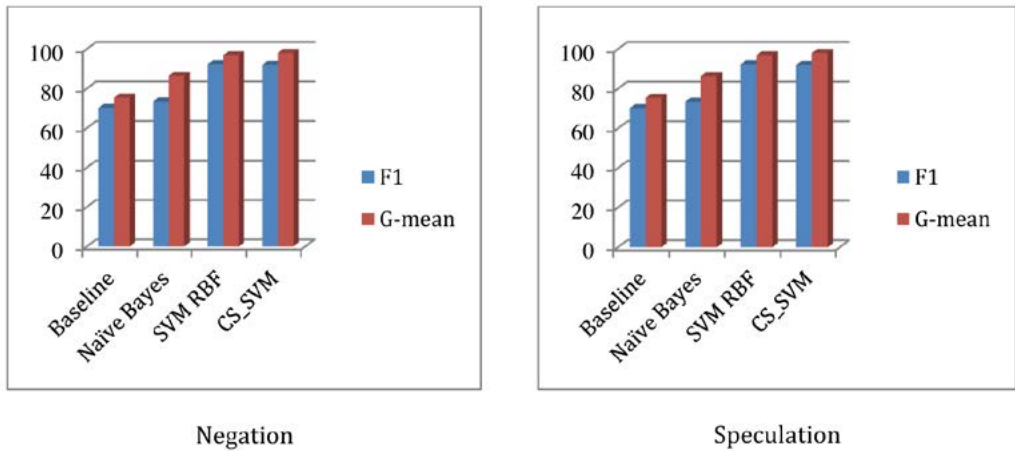 100
80
60
40
20
0
Baseline
Naïve Bayes
SVM RBF
CS_SVM
F1
G-mean
Negation
100
80
60
40
20
0
Baseline
Naïve Bayes
SVM RBF
CS_SVM
F1
G-mean
Speculation